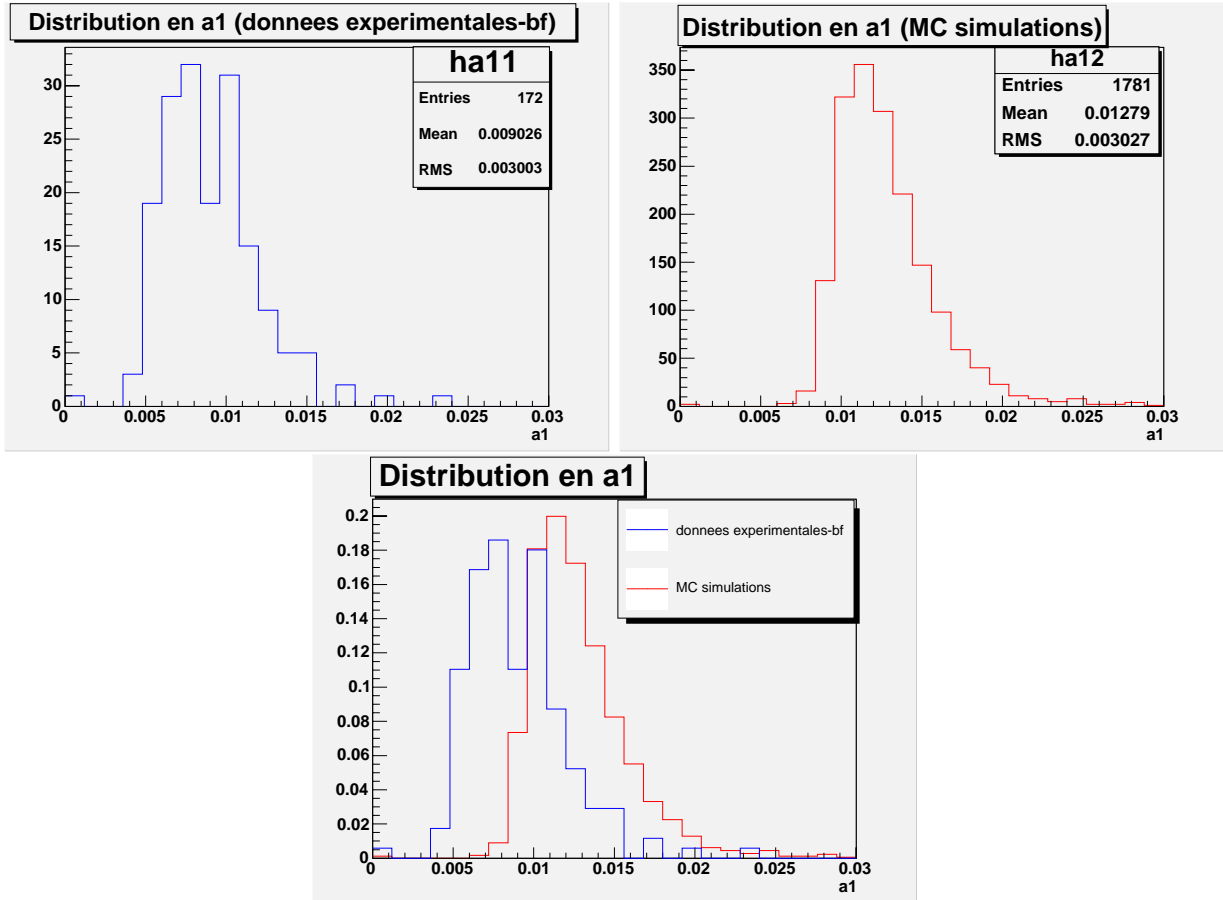 Distribution en a1 (donnees experimentales-bf)
ha11
Entries 172
Mean 0.009026
RMS 0.003003
30
25
20
15
10
5
0
0 0.005 0.01 0.015 0.02 0.025 0.03
a1
Distribution en a1 (MC simulations)
ha12
Entries 1781
Mean 0.01279
RMS 0.003027
350
300
250
200
150
100
50
0
0 0.005 0.01 0.015 0.02 0.025 0.03
a1
Distribution en a1
donnees experimentales-bf
MC simulations
0.2
0.18
0.16
0.14
0.12
0.1
0.08
0.06
0.04
0.02
0
0 0.005 0.01 0.015 0.02 0.025 0.03
a1